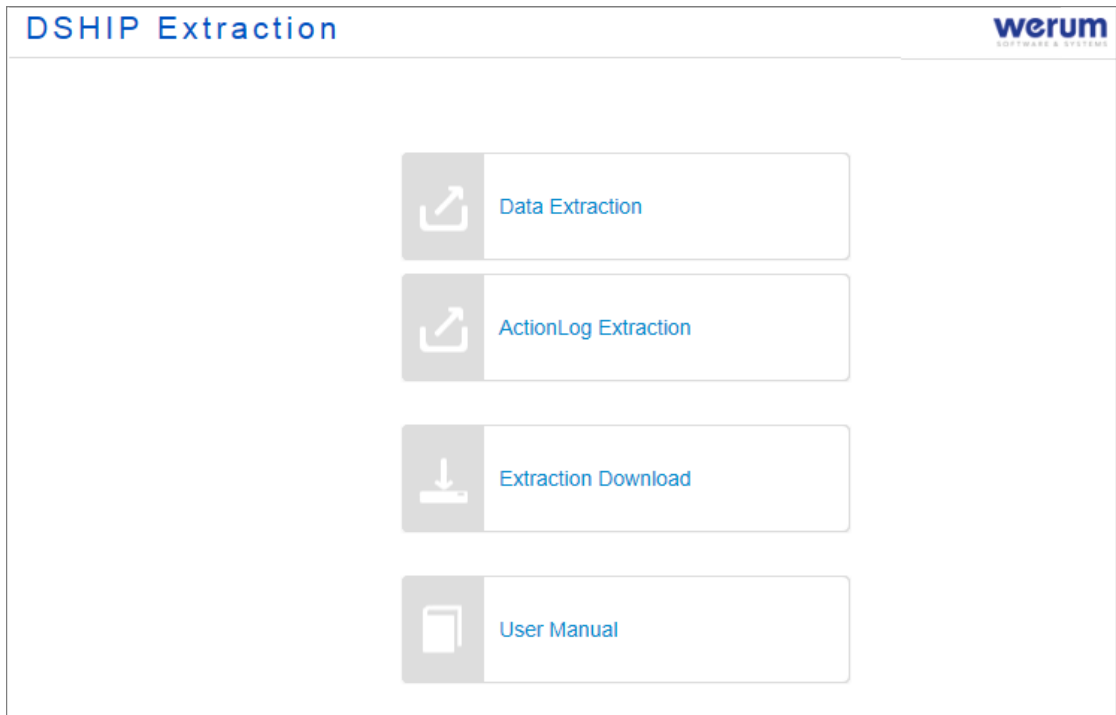 DSHIP Extraction
werum
SOFTWARE & SYSTEMS
Data Extraction
ActionLog Extraction
Extraction Download
User Manual